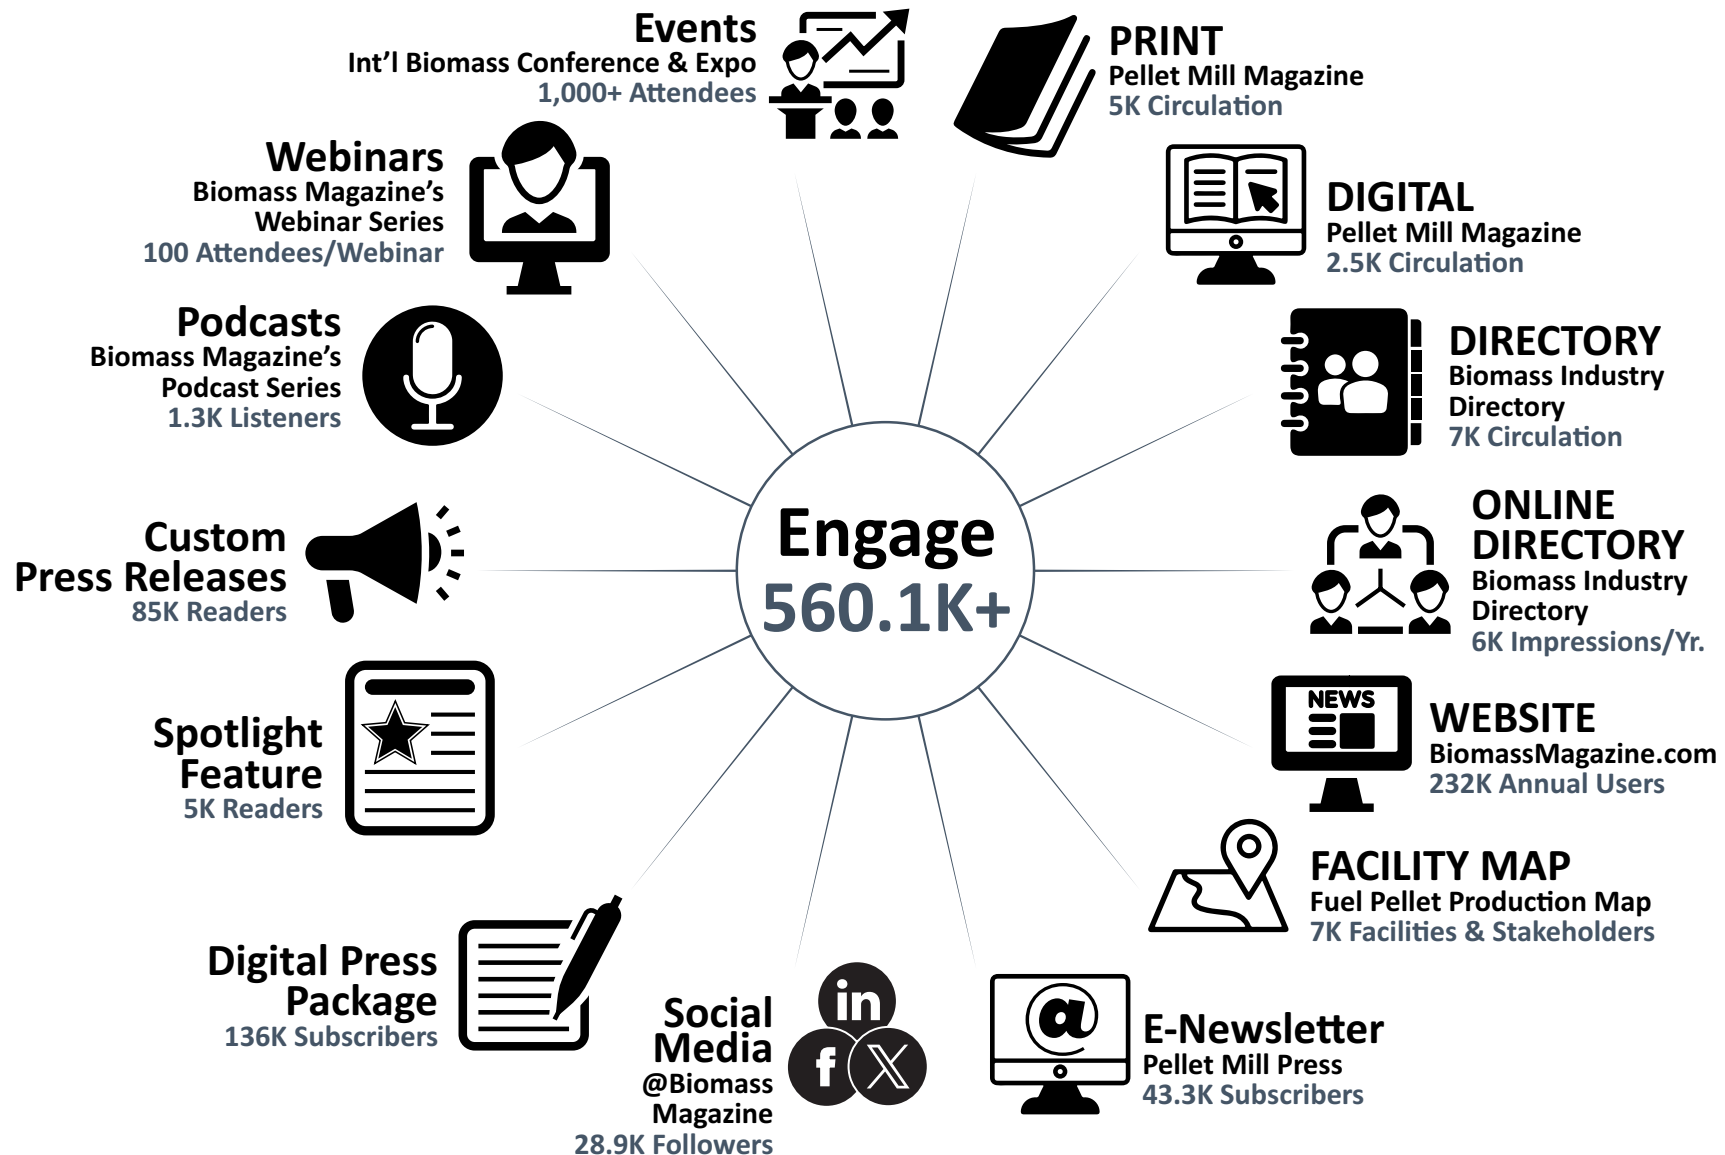 Events
Int'l Biomass Conference & Expo
1,000+ Attendees
PRINT
Pellet Mill Magazine
5K Circulation
DIGITAL
Pellet Mill Magazine
2.5K Circulation
DIRECTORY
Biomass Industry
Directory
7K Circulation
ONLINE
DIRECTORY
Biomass Industry
Directory
6K Impressions/Yr.
NEWS
WEBSITE
BiomassMagazine.com
232K Annual Users
FACILITY MAP
Fuel Pellet Production Map
7K Facilities & Stakeholders
@
E-Newsletter
Pellet Mill Press
43.3K Subscribers
in
f
X
Social
Media
@Biomass
Magazine
28.9K Followers
Digital Press
Package
136K Subscribers
Spotlight
Feature
5K Readers
Custom
Press Releases
85K Readers
Podcasts
Biomass Magazine’s
Podcast Series
1.3K Listeners
Webinars
Biomass Magazine’s
Webinar Series
100 Attendees/Webinar
Engage
560.1K+